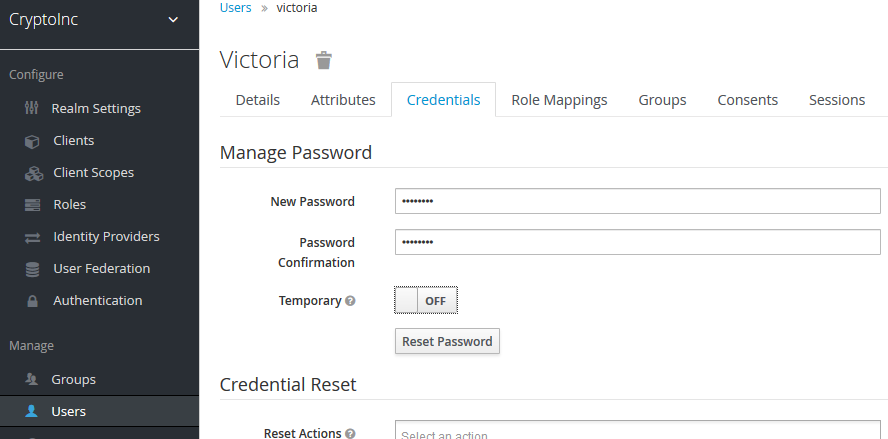 CryptoInc
Users » victoria
Victoria
Configure
Realm Settings
Clients
Client Scopes
Roles
Identity Providers
User Federation
Authentication
Manage
Groups
Users
Details Attributes Credentials Role Mappings Groups Consents Sessions
Manage Password
New Password ••••••••
Password
Confirmation ••••••••
Temporary OFF
Reset Password
Credential Reset
Reset Actions Select an action